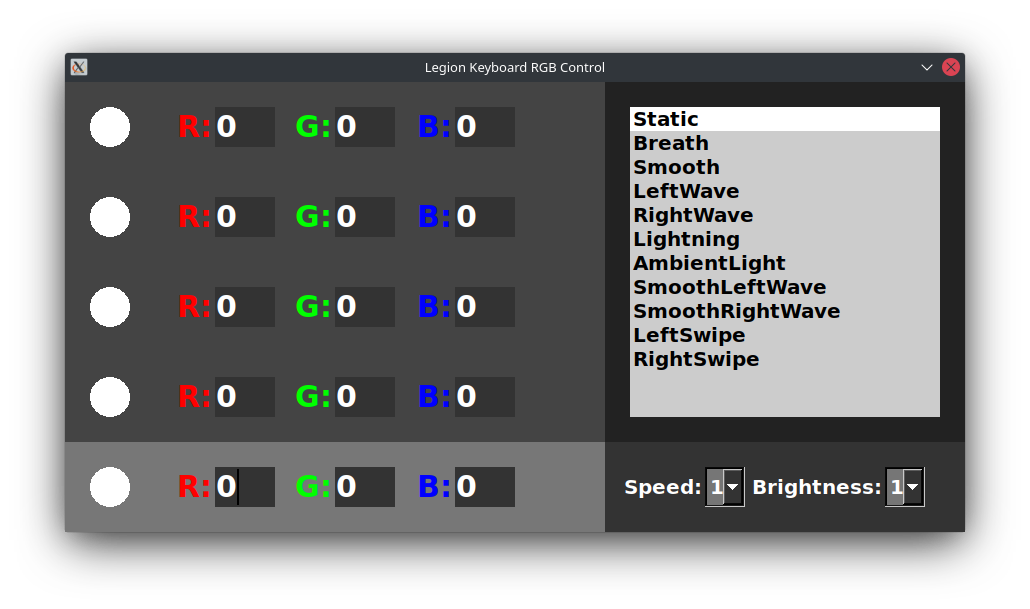 Legion Keyboard RGB Control
R: 0 G: 0 B: 0
R: 0 G: 0 B: 0
R: 0 G: 0 B: 0
R: 0 G: 0 B: 0
R: 0 G: 0 B: 0
Static
Breath
Smooth
LeftWave
RightWave
Lightning
AmbientLight
SmoothLeftWave
SmoothRightWave
LeftSwipe
RightSwipe
Speed: 1 Brightness: 1